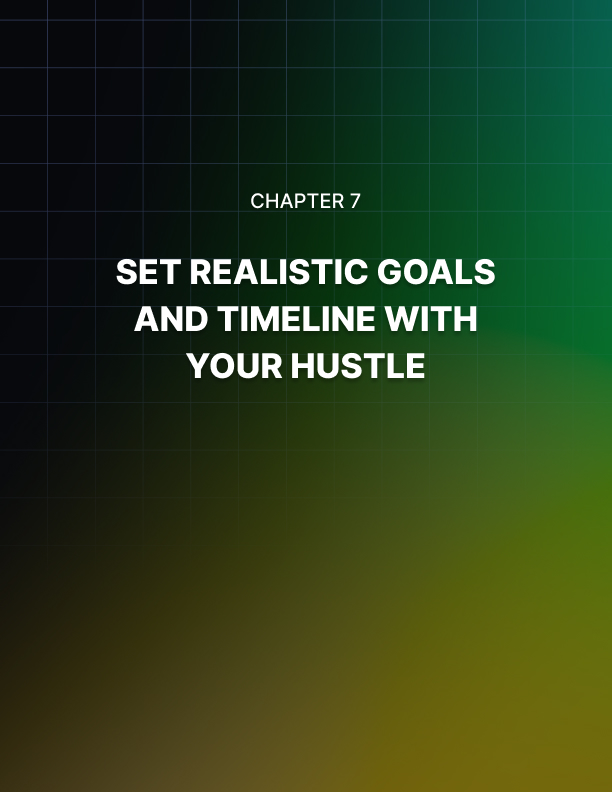 CHAPTER 7
SET REALISTIC GOALS
AND TIMELINE WITH
YOUR HUSTLE